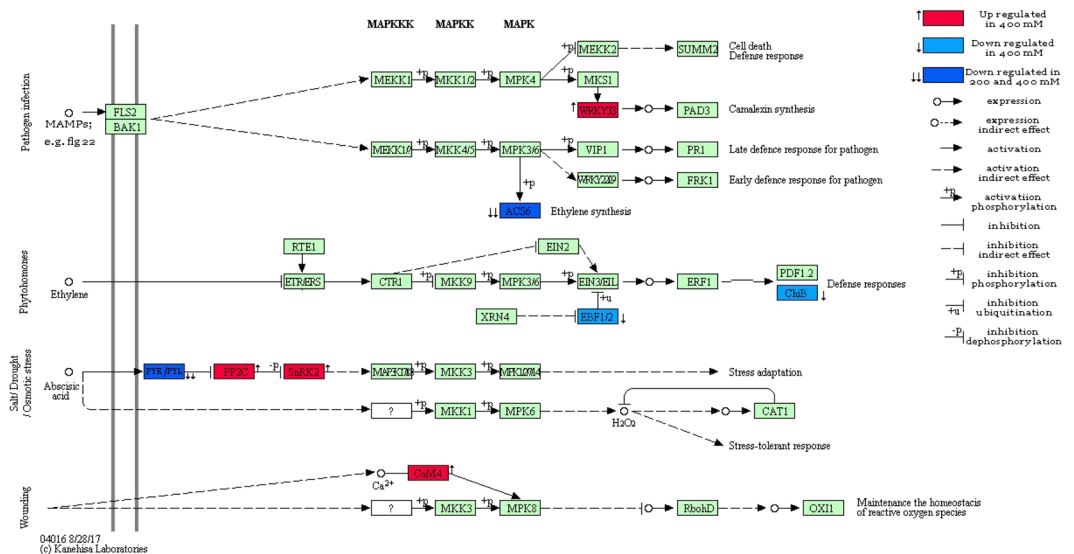 MAPKKK MAPKK MAPK
Up regulated
in 400 mM
Down regulated
in 400 mM
Down regulated in
200 and 400 mM
expression
expression
indirect effect
activation
activation
indirect effect
+p
activatiion
phosphorylation
inhibition
inhibition
indirect effect
+p
inhibition
phosphorylation
+u
inhibition
ubiquitination
-p
inhibition
dephosphorylation
Pathogen infection
MAMPs;
e.g. flg22
FLS2
BAK1
MEKK1 +p MKK1/2 +p MPK4 +p MEKK2 SUMM2
Cell death
Defense response
+p MKS1
WRKY33 PAD3 Camalexin synthesis
+p MKK4/5 +p MPK3/6 +p VIP1 PR1 Late defence response for pathogen
FRK1 Early defence response for pathogen
+p
ACS6 Ethylene synthesis
Phytohormones
Ethylene
RTE1
ETR/ERS CTR1 +p MKK9 +p MPK3/6 +p EIN3/EIL ERF1
EIN2
PDF1.2
ChiB
Defense responses
+u
XRN4 EBF1/2
Salt/ Drought
/ Osmotic stress
Abscisic
acid
PYR/PYL PP2C -p SnRK2 +p MKK3 +p Stress adaptation
? +p MKK1 +p MPK6 H2O2 CAT1
Stress-tolerant response
Wounding
Ca2+
CaM4
? +p MKK3 +p MPK8 RbohD OXI1
Maintenance the homeostacis
of reactive oxygen species
04016 8/28/17
(c) Kanehisa Laboratories